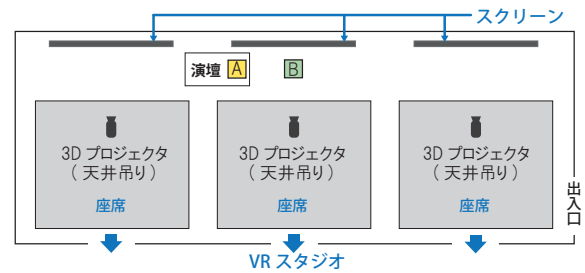 スクリーン
演壇 A
B
3D プロジェクタ
（ 天井吊り ）
座席
3D プロジェクタ
（ 天井吊り ）
座席
3D プロジェクタ
（ 天井吊り ）
座席
出入口
VR スタジオ